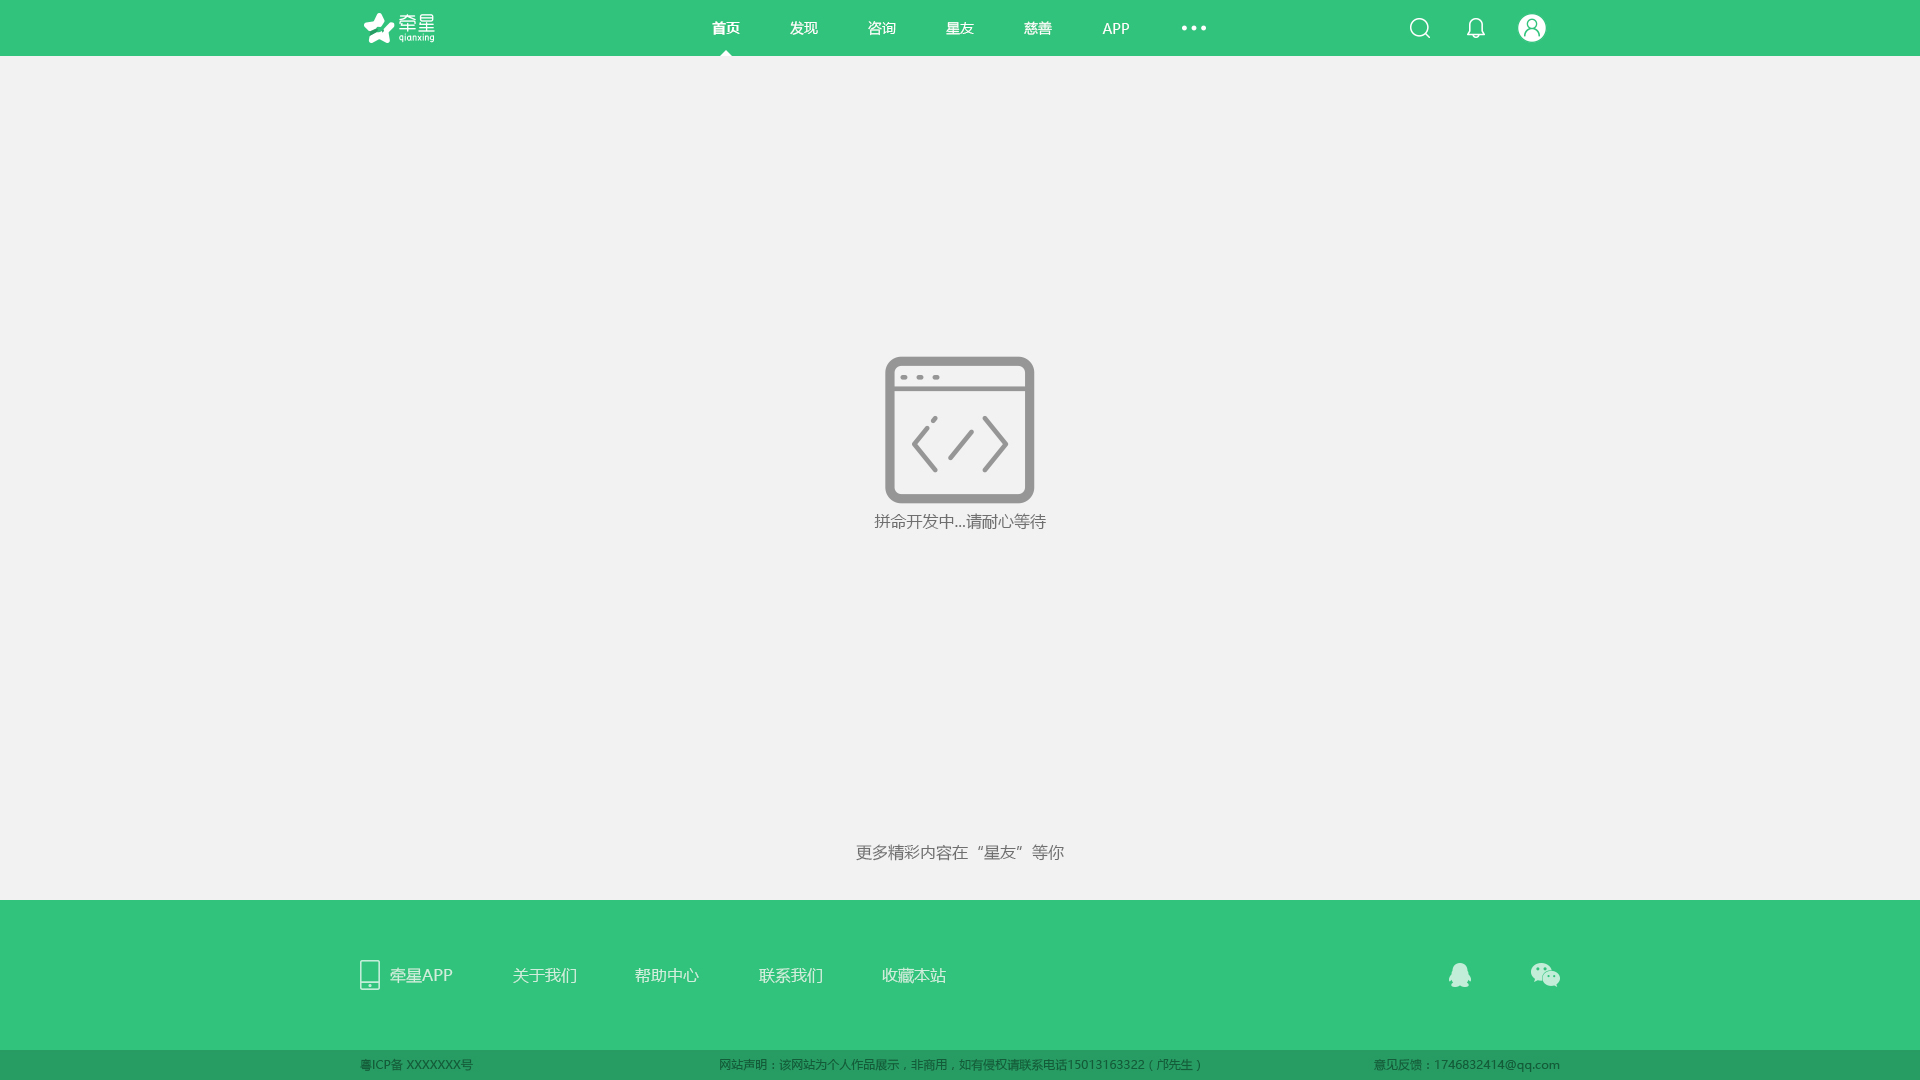 牵星
qianxing
首页
发现
咨询
星友
慈善
APP
拼命开发中...请耐心等待
更多精彩内容在“星友”等你
牵星APP
关于我们
帮助中心
联系我们
收藏本站
粤ICP备 XXXXXXX号
网站声明：该网站为个人作品展示，非商用，如有侵权请联系电话15013163322（邝先生）
意见反馈：1746832414@qq.com